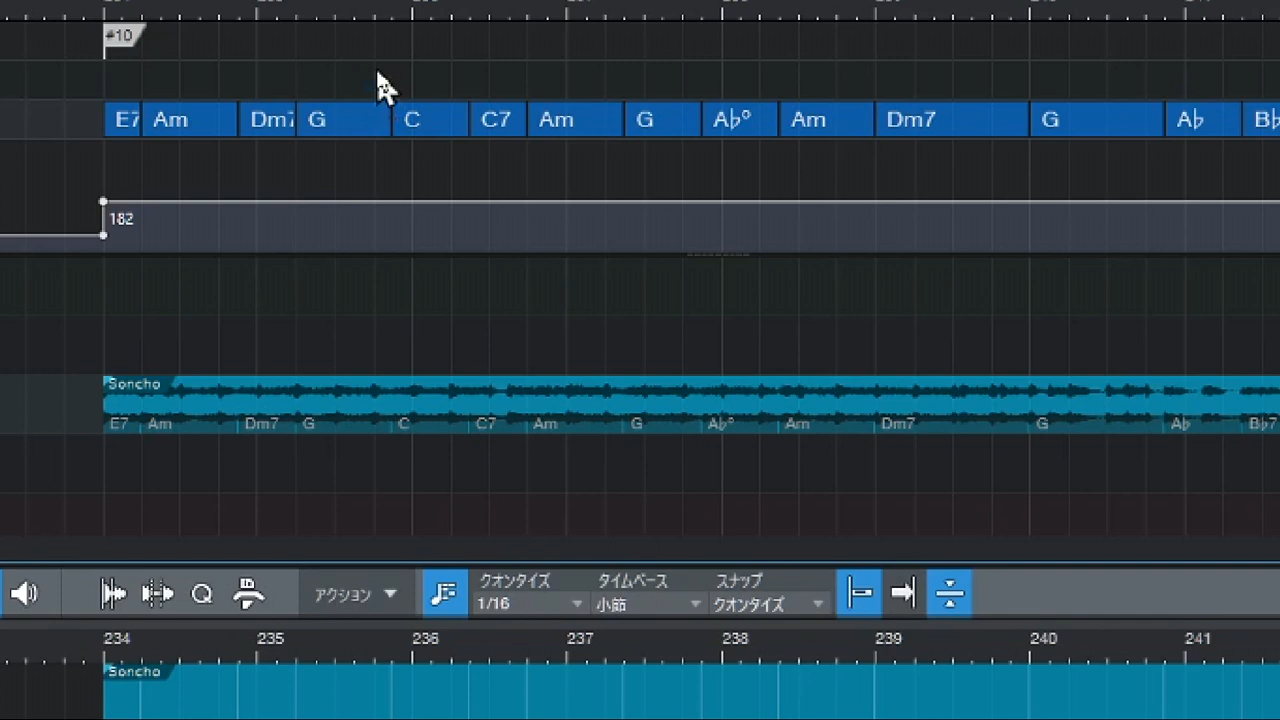 #10
E7 Am Dm7 G C C7 Am G A♭° Am Dm7 G A♭ B♭
182
Soncho
E7 Am Dm7 G C C7 Am G A♭° Am Dm7 G A♭ B♭7
アクション
クオンタイズ タイムベース スナップ
1/16 小節 クオンタイズ
234 235 236 237 238 239 240 241
Soncho